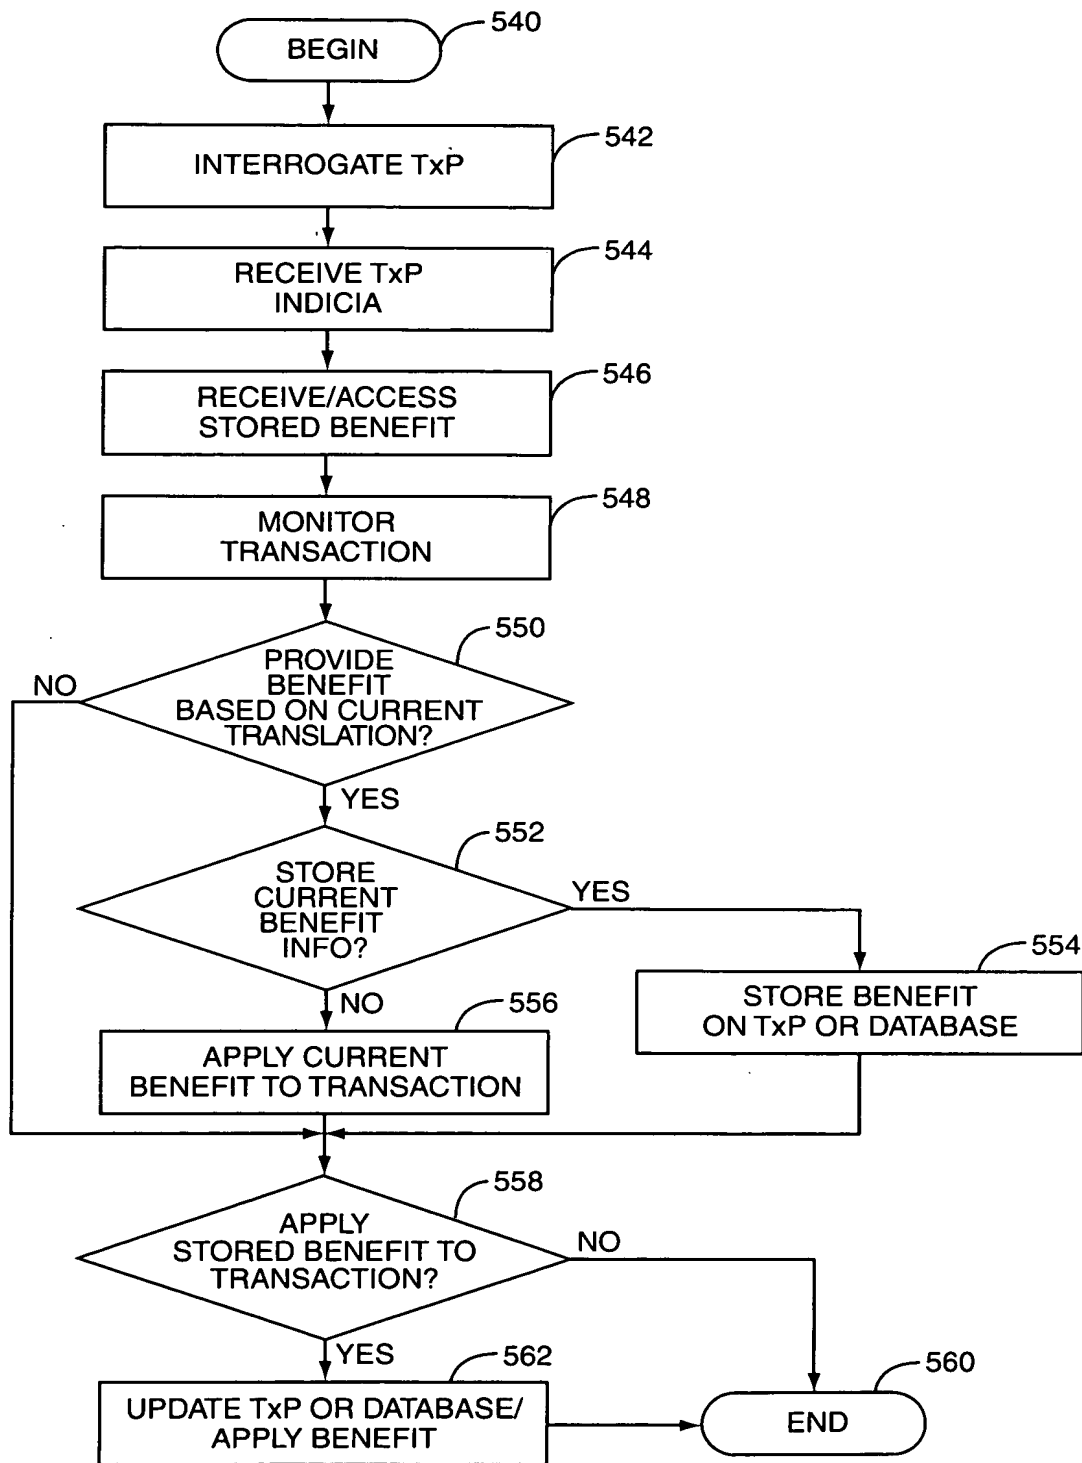 BEGIN
540
INTERROGATE TxP
542
RECEIVE TxP
INDICIA
544
RECEIVE/ACCESS
STORED BENEFIT
546
MONITOR
TRANSACTION
548
PROVIDE
BENEFIT
BASED ON CURRENT
TRANSLATION?
550
NO
YES
STORE
CURRENT
BENEFIT
INFO?
552
YES
NO
STORE BENEFIT
ON TxP OR DATABASE
554
APPLY CURRENT
BENEFIT TO TRANSACTION
556
APPLY
STORED BENEFIT TO
TRANSACTION?
558
NO
YES
UPDATE TxP OR DATABASE/
APPLY BENEFIT
562
END
560